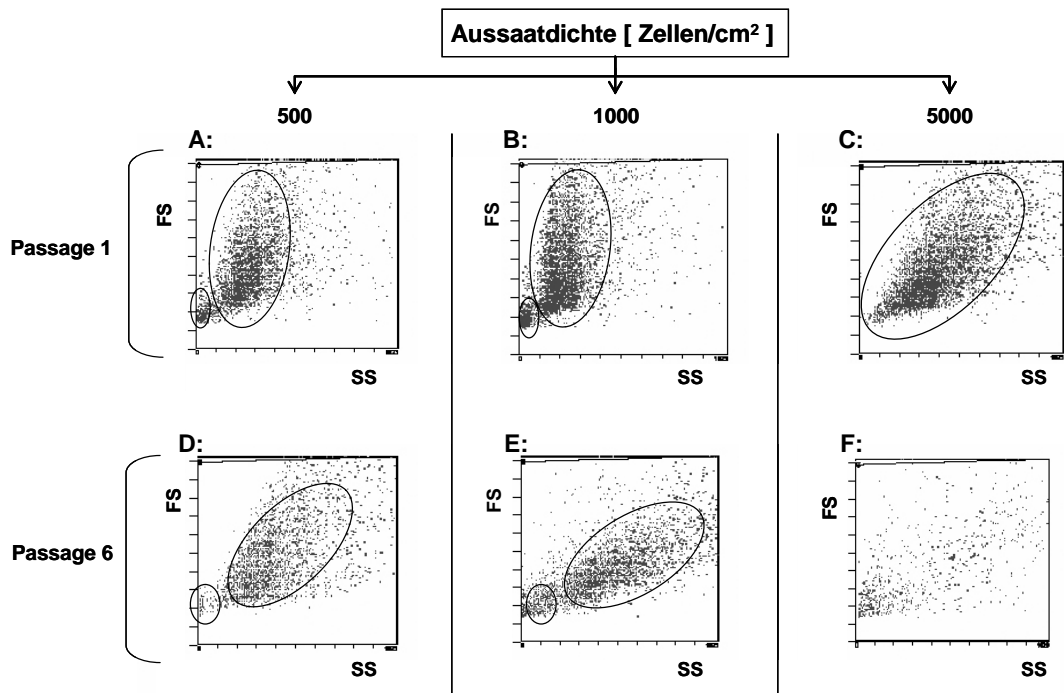 Aussaatdichte [ Zellen/cm² ]
500 1000 5000
A: B: C:
FS FS FS
Passage 1
SS SS SS
D: E: F:
FS FS FS
Passage 6
SS SS SS